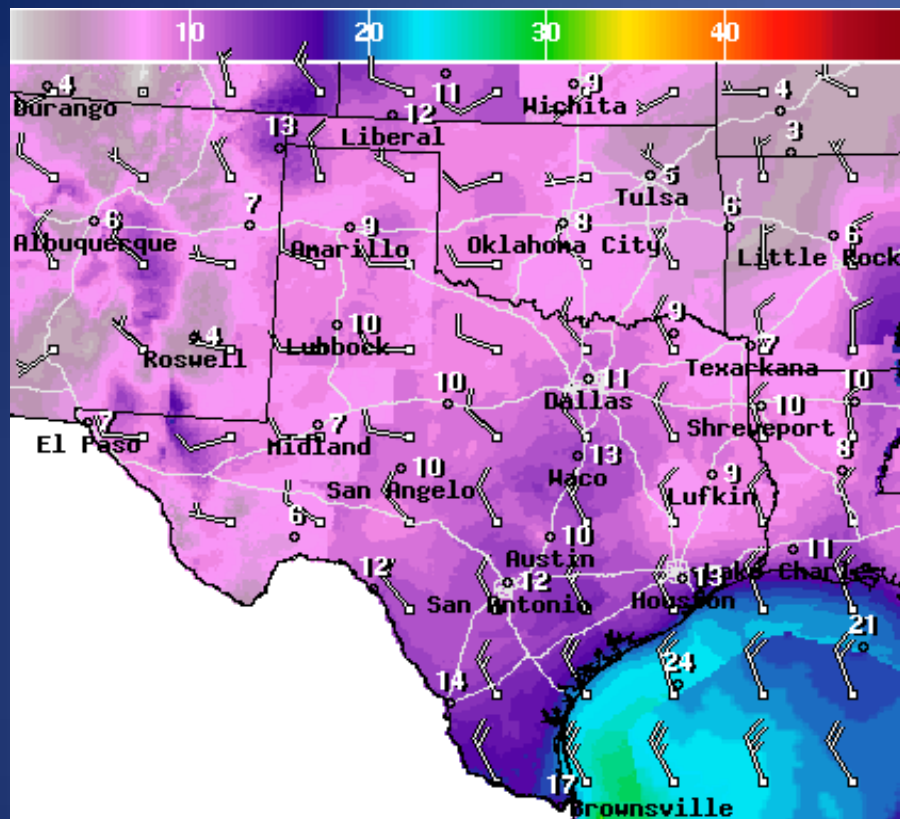 10 20 30 40
4 11 9 4
Durango Wichita
12
Liberal
13 3
5
Tulsa
7 6
6 9 8 6
Albuquerque Amarillo Oklahoma City Little Rock
4 10 9
Roswell Lubbock 7
Texarkana
11
10 Dallas 10 10
7 7 Shreveport
El Paso Midland
10 13 9 8
San Angelo Waco Lufkin
6 10 11
Austin
12 12 13 Lake Charles
San Antonio Houston
21
14 24
17
Brownsville